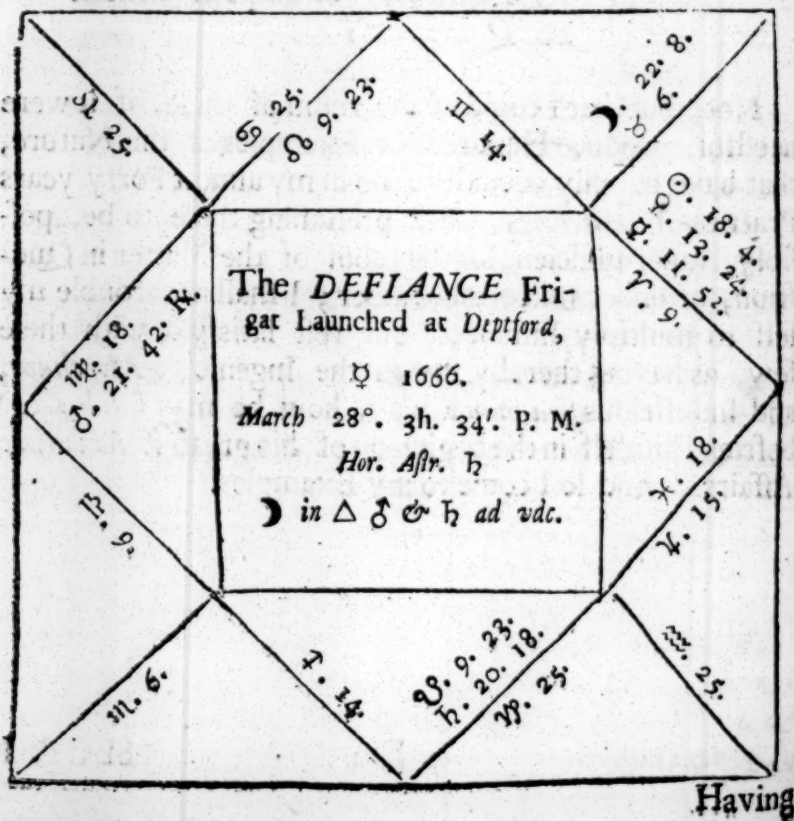 The DEFIANCE Fri-
gat Launched at Deptford
☿ 1666.
March 28°. 3h. 34'. P. M.
Hor. Astr. ♄
☽ in △ ♂ & ♄ ad vdc.
♊ 14.
☽ 22. 8.
♉ 6.
☉. 18.
♀. 13. 24.
☿. 11. 5.
♈. 9.
♓ 18.
♃. 15.
♒. 25.
♑. 25.
♄. 20. 18.
☋. 9. 23.
♐. 14.
♏. 6.
♎. 9.
♍ 18.
♂. 21. 42. R.
♌ 25.
♋ 25.
☊ 9. 23.
Having